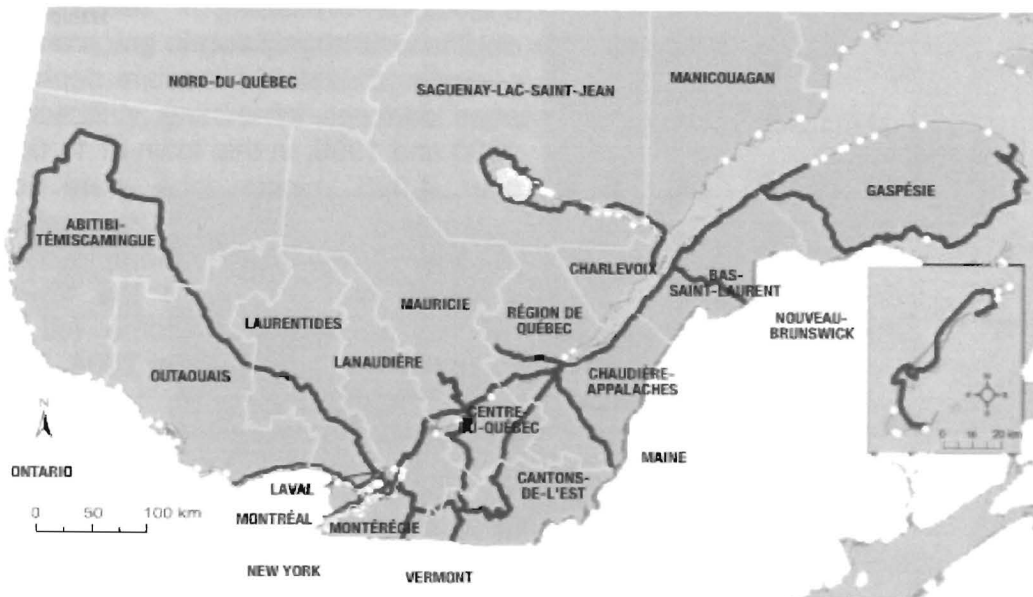 NORD-DU-QUÉBEC
SAGUENAY-LAC-SAINT-JEAN
MANICOUAGAN
GASPÉSIE
ABITIBI-
TÉMISCAMINGUE
CHARLEVOIX
BAS-
SAINT-LAURENT
MAURICIE
RÉGION DE
QUÉBEC
NOUVEAU-
BRUNSWICK
LAURENTIDES
LANAUDIÈRE
OUTAOUAIS
CHAUDIÈRE-
APPALACHES
CENTRE-
DU-QUÉBEC
N
ONTARIO
MAINE
CANTONS-
DE-L'EST
LAVAL
0 50 100 km
MONTRÉAL
MONTÉRÉGIE
NEW YORK
VERMONT
0 10 20 km